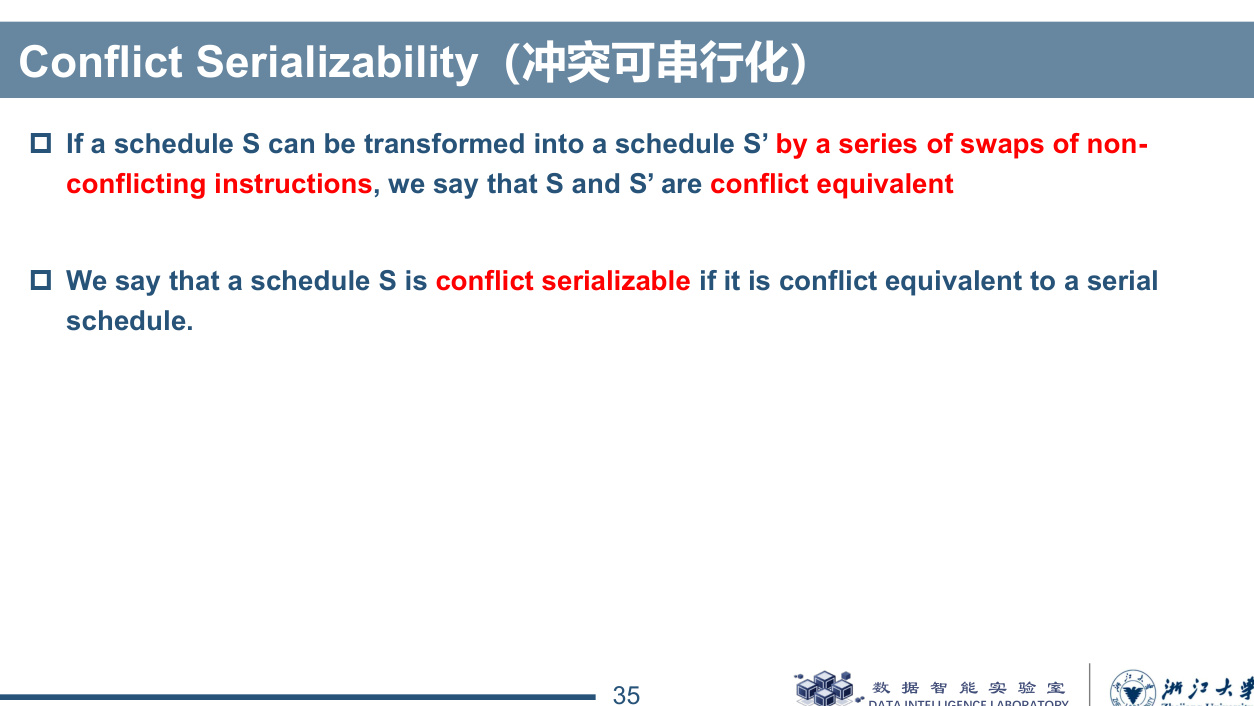 Conflict Serializability（冲突可串行化）
If a schedule S can be transformed into a schedule S’ by a series of swaps of non-
conflicting instructions, we say that S and S’ are conflict equivalent
We say that a schedule S is conflict serializable if it is conflict equivalent to a serial
schedule.
35
数据智能实验室
DATA INTELLIGENCE LABORATORY
浙江大学